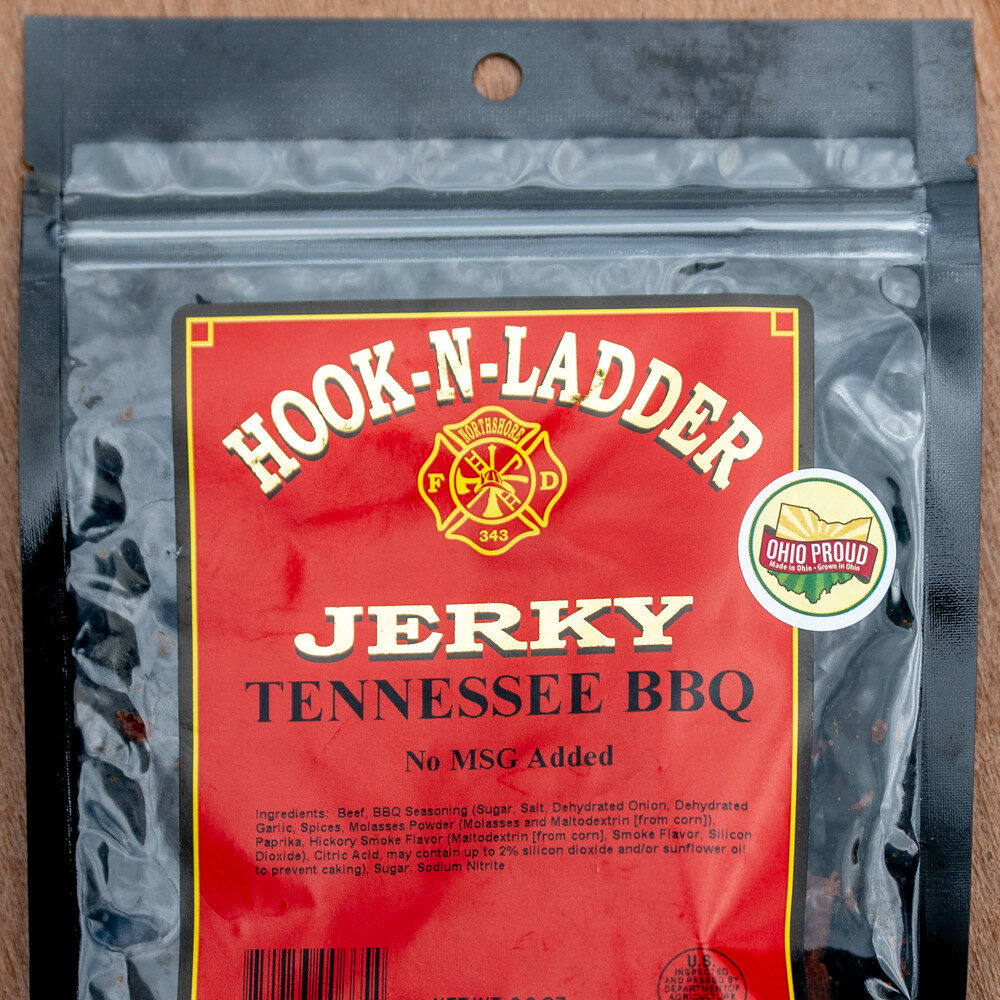 HOOK-N-LADDER
NORTHSHORE
F D
343
OHIO PROUD
Made in Ohio • Grown in Ohio
JERKY
TENNESSEE BBQ
No MSG Added
Ingredients: Beef, BBQ Seasoning (Sugar, Salt, Dehydrated Onion, Dehydrated
Garlic, Spices, Molasses Powder (Molasses and Maltodextrin [from corn]),
Paprika, Hickory Smoke Flavor (Maltodextrin [from corn], Smoke Flavor, Silicon
Dioxide), Citric Acid, may contain up to 2% silicon dioxide and/or sunflower oil
to prevent caking), Sugar, Sodium Nitrite
U.S.
INSPECTED
AND PASSED BY
DEPARTMENT OF
AGRICULTURE
NET WT.